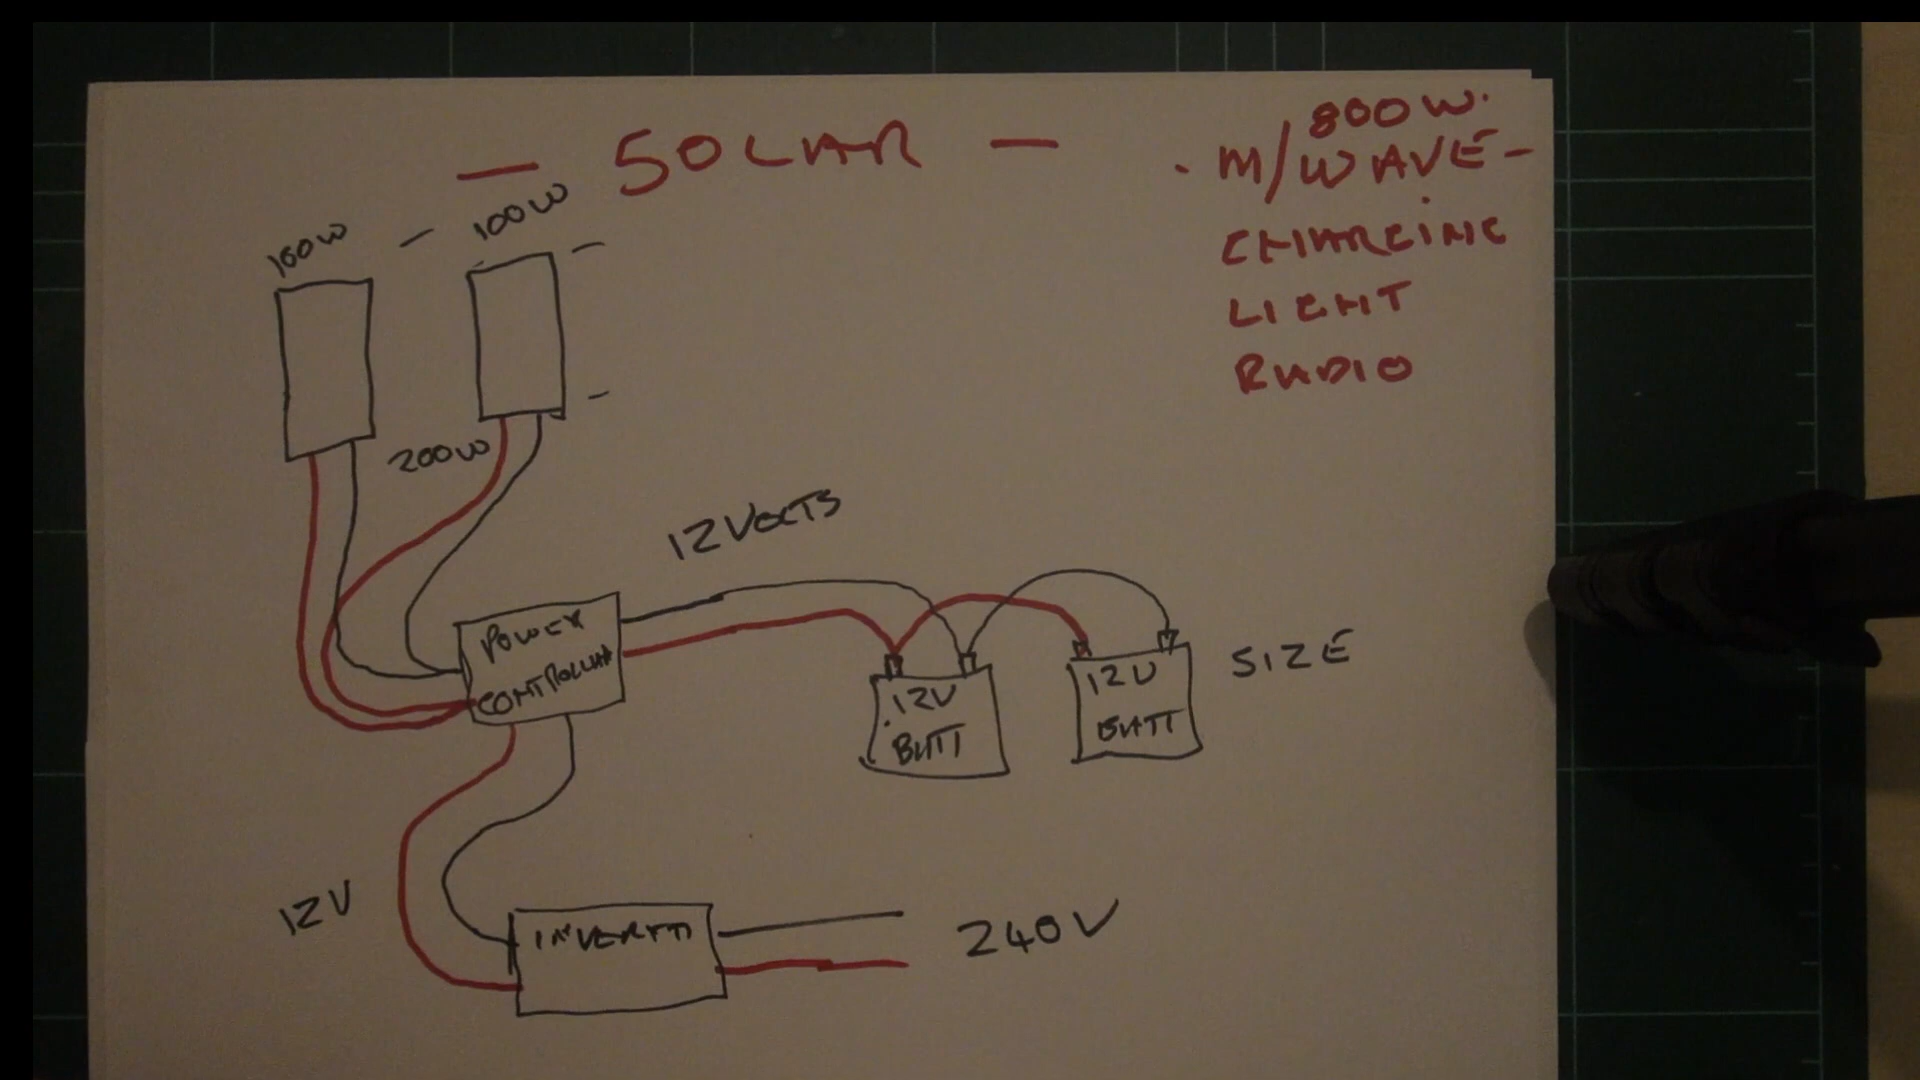 - SOLAR -
800W.
. M/WAVE -
CHARGING
LIGHT
RADIO
100W
100W
200W
12VOLTS
POWER
CONTROLLER
12V
BATT
12V
BATT
SIZE
12V
INVERTER
240V